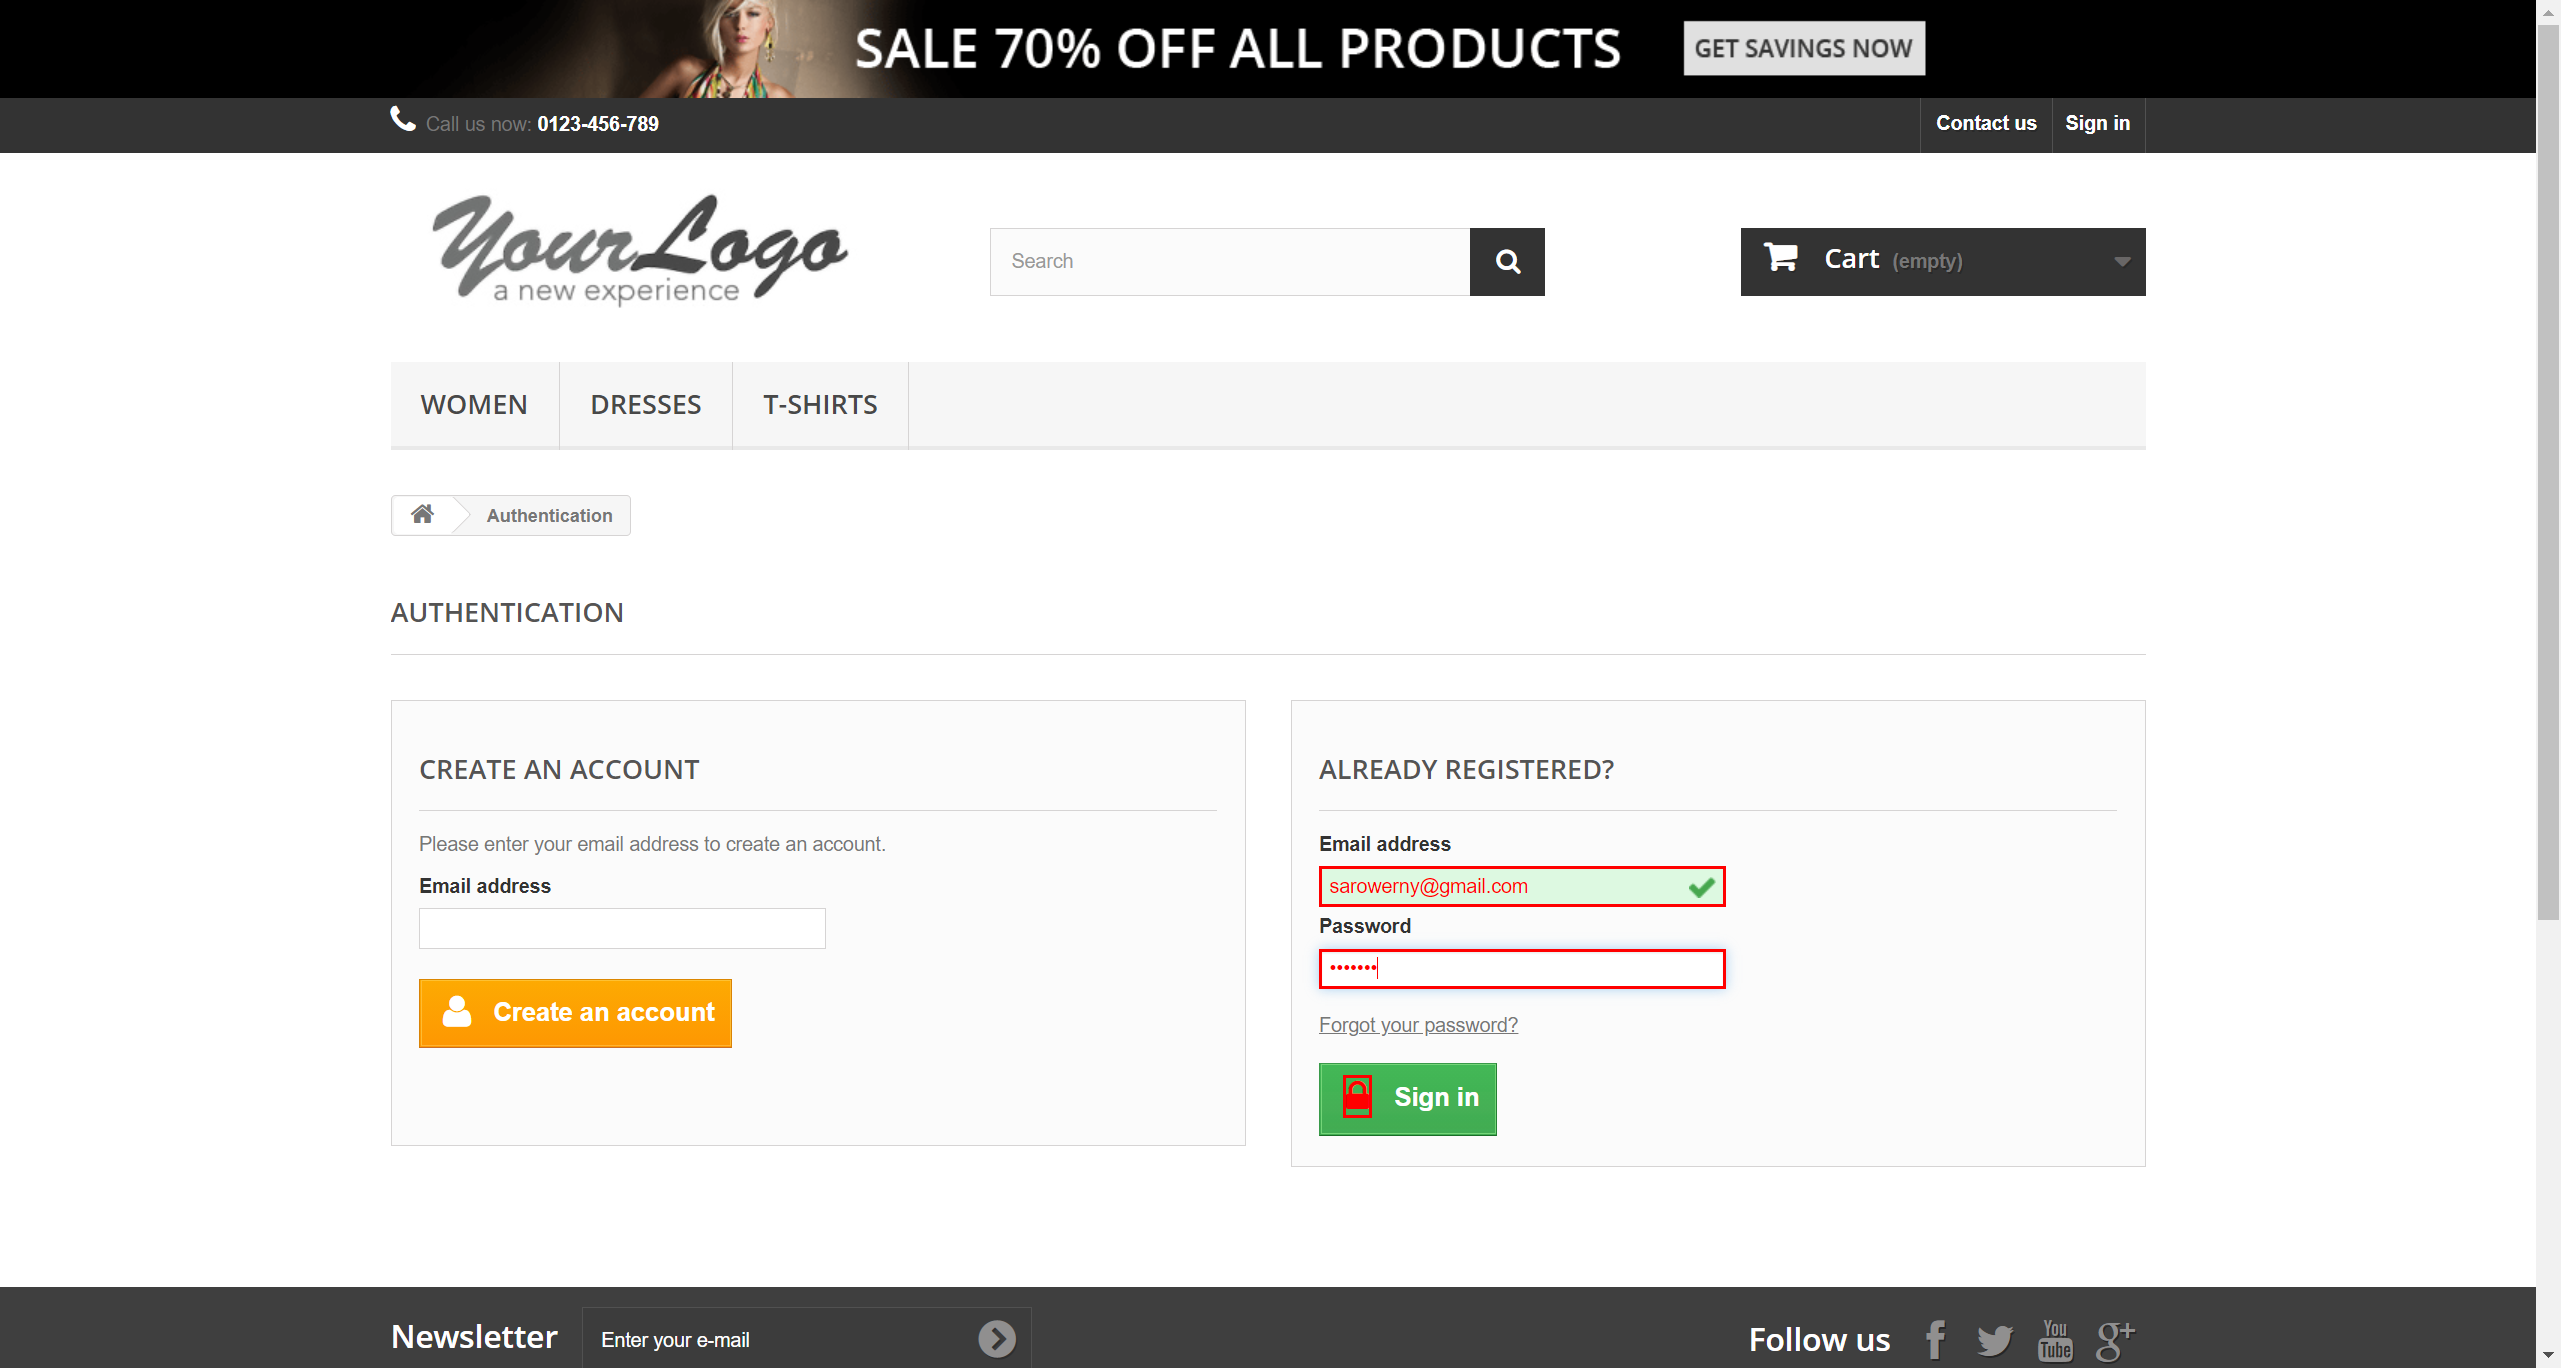 SALE 70% OFF ALL PRODUCTS
GET SAVINGS NOW
Call us now: 0123-456-789
Contact us
Sign in
YourLogo
a new experience
Search
Cart (empty)
WOMEN
DRESSES
T-SHIRTS
Authentication
AUTHENTICATION
CREATE AN ACCOUNT
Please enter your email address to create an account.
Email address
Create an account
ALREADY REGISTERED?
Email address
sarowerny@gmail.com
Password
•••••••
Forgot your password?
Sign in
Newsletter
Enter your e-mail
Follow us
You
Tube
g+